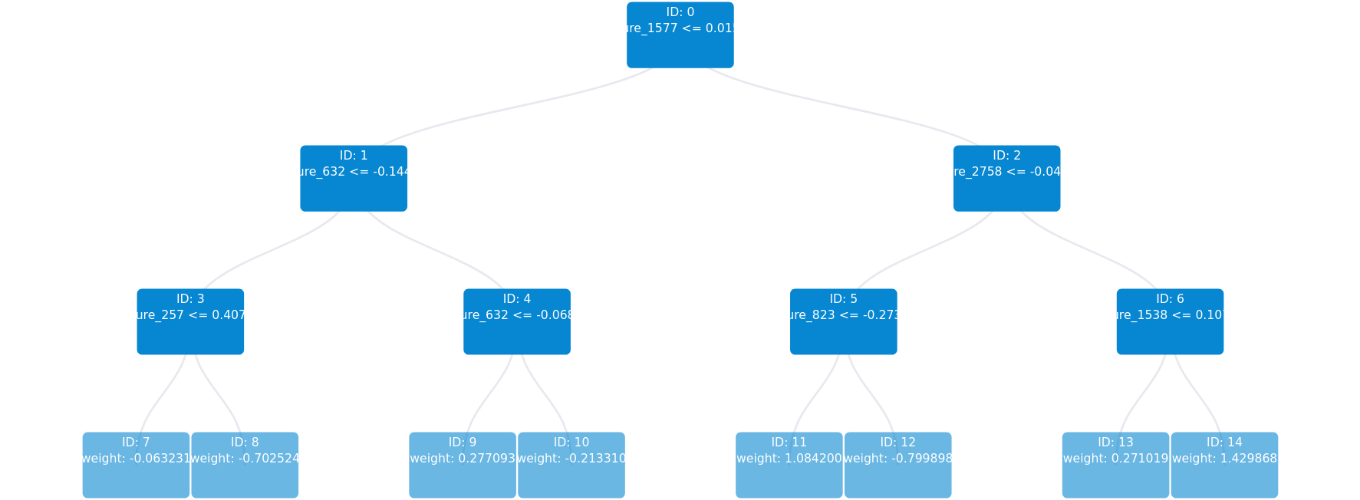 ID: 0
ure_1577 <= 0.015
ID: 1
ure_632 <= -0.144
ID: 2
re_2758 <= -0.04
ID: 3
ure_257 <= 0.407
ID: 4
ure_632 <= -0.068
ID: 5
ure_823 <= -0.273
ID: 6
ure_1538 <= 0.10
ID: 7
weight: -0.063231
ID: 8
weight: -0.702524
ID: 9
weight: 0.277093
ID: 10
weight: -0.213310
ID: 11
weight: 1.084200
ID: 12
weight: -0.799898
ID: 13
weight: 0.271019
ID: 14
weight: 1.429868